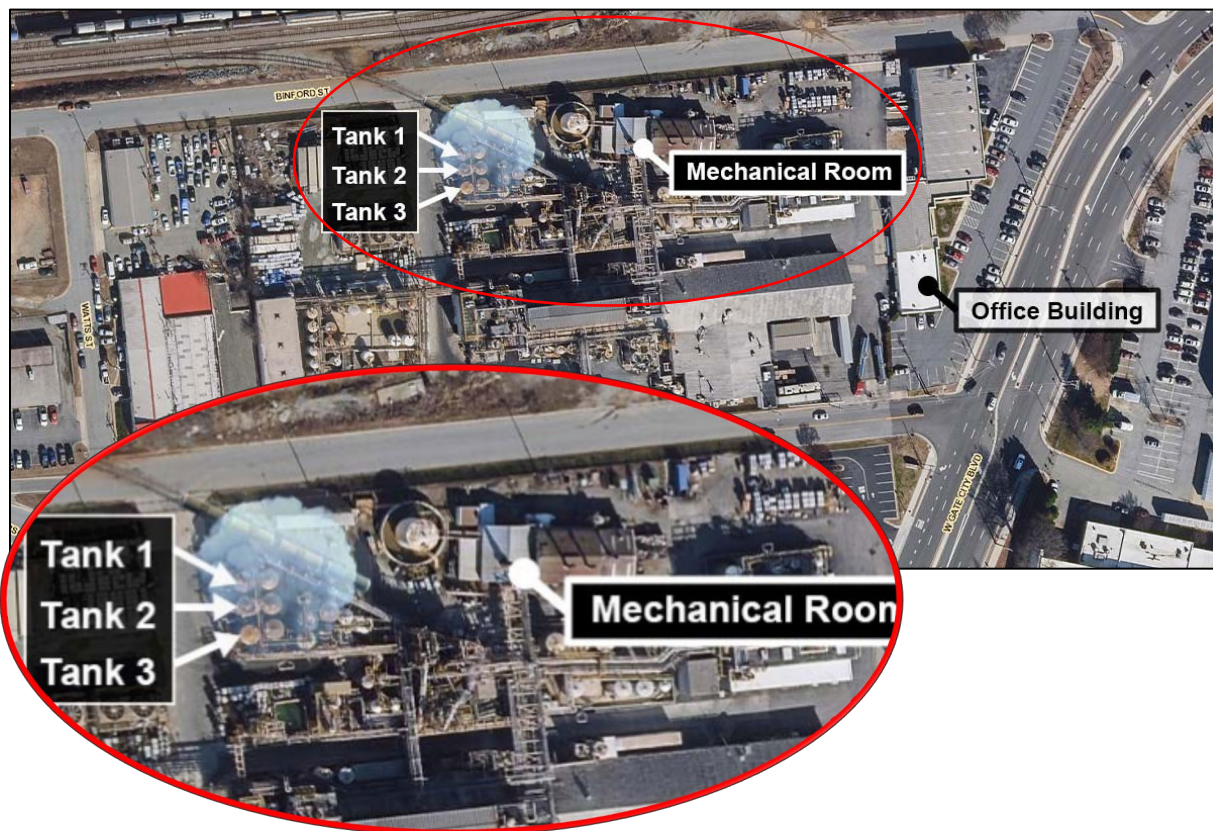 BINFORD ST
Tank 1
Tank 2
Tank 3
Mechanical Room
Office Building
WATTS ST
W GATE CITY BLVD
Tank 1
Tank 2
Tank 3
Mechanical Room